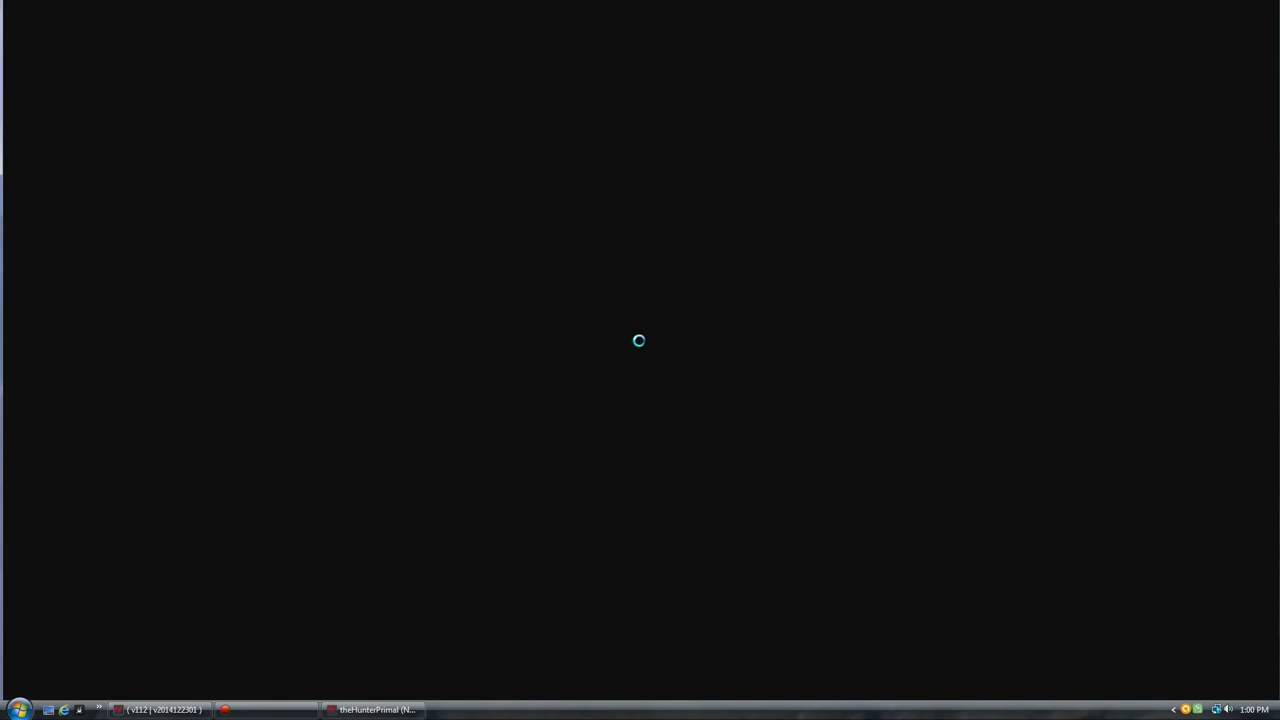 ( v112 | v2014122301 )
theHunterPrimal (N...
1:00 PM